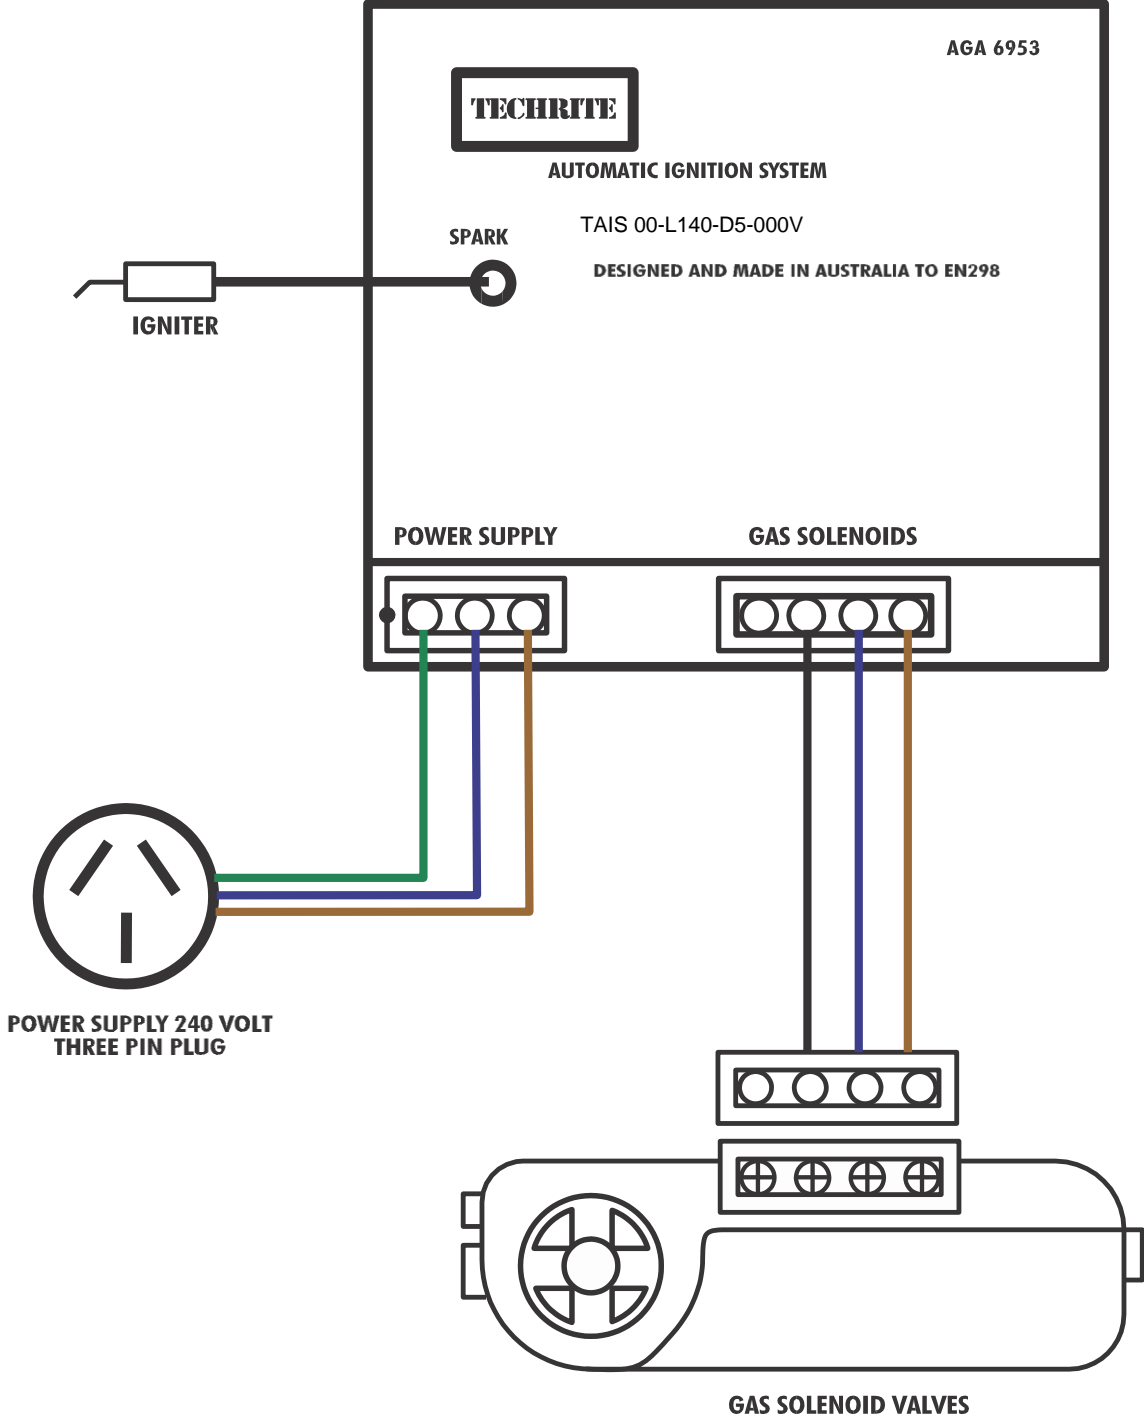 AGA 6953
TECHRITE
AUTOMATIC IGNITION SYSTEM
TAIS 00-L140-D5-000V
SPARK
DESIGNED AND MADE IN AUSTRALIA TO EN298
IGNITER
POWER SUPPLY
GAS SOLENOIDS
POWER SUPPLY 240 VOLT
THREE PIN PLUG
GAS SOLENOID VALVES